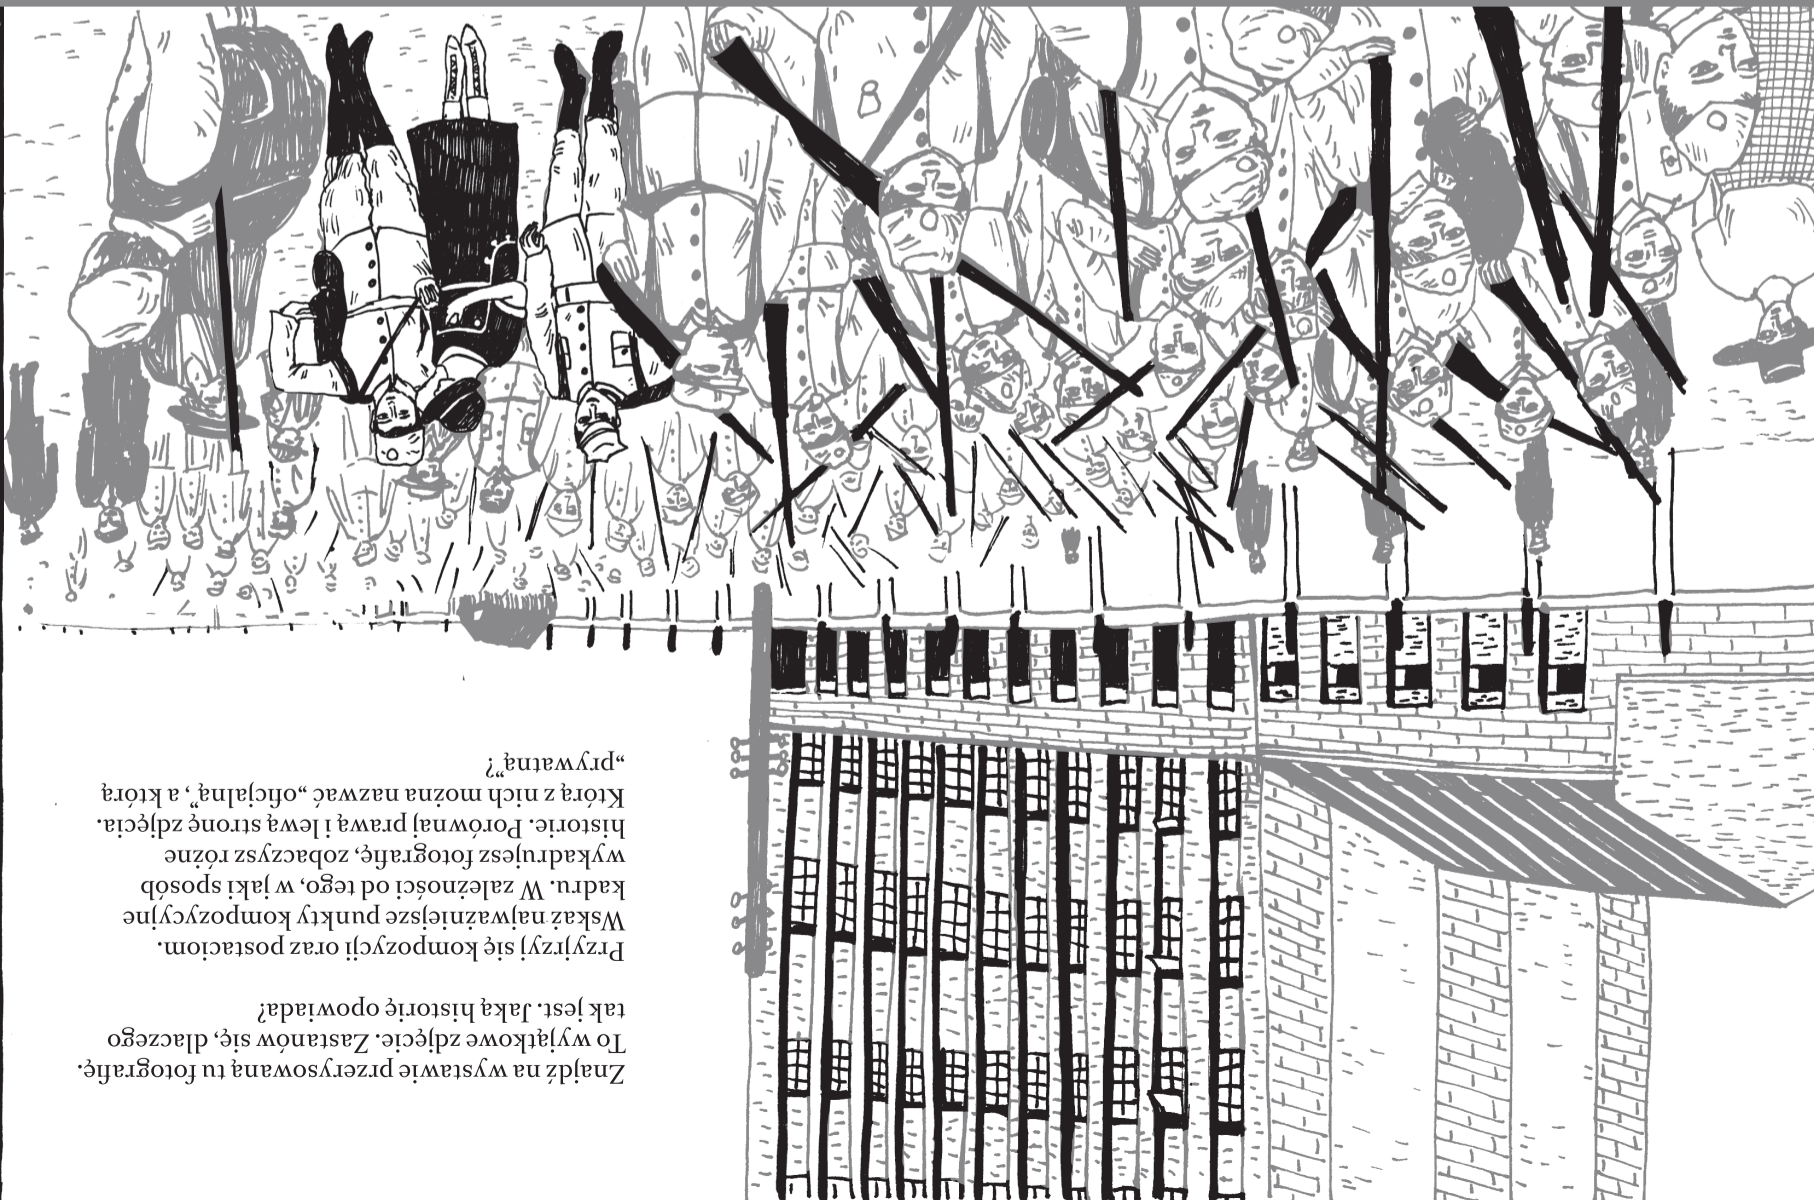 Znajdź na wystawie przerysowaną tu fotografię.
To wyjątkowe zdjęcie. Zastanów się, dlaczego
tak jest. Jaką historię opowiada?
Przyjrzyj się kompozycji oraz postaciom.
Wskaż najważniejsze punkty kompozycyjne
kadru. W zależności od tego, w jaki sposób
wykadrujesz fotografię, zobaczysz różne
historie. Porównaj prawą i lewą stronę zdjęcia.
Którą z nich można nazwać „oficjalną”, a którą
„prywatną”?